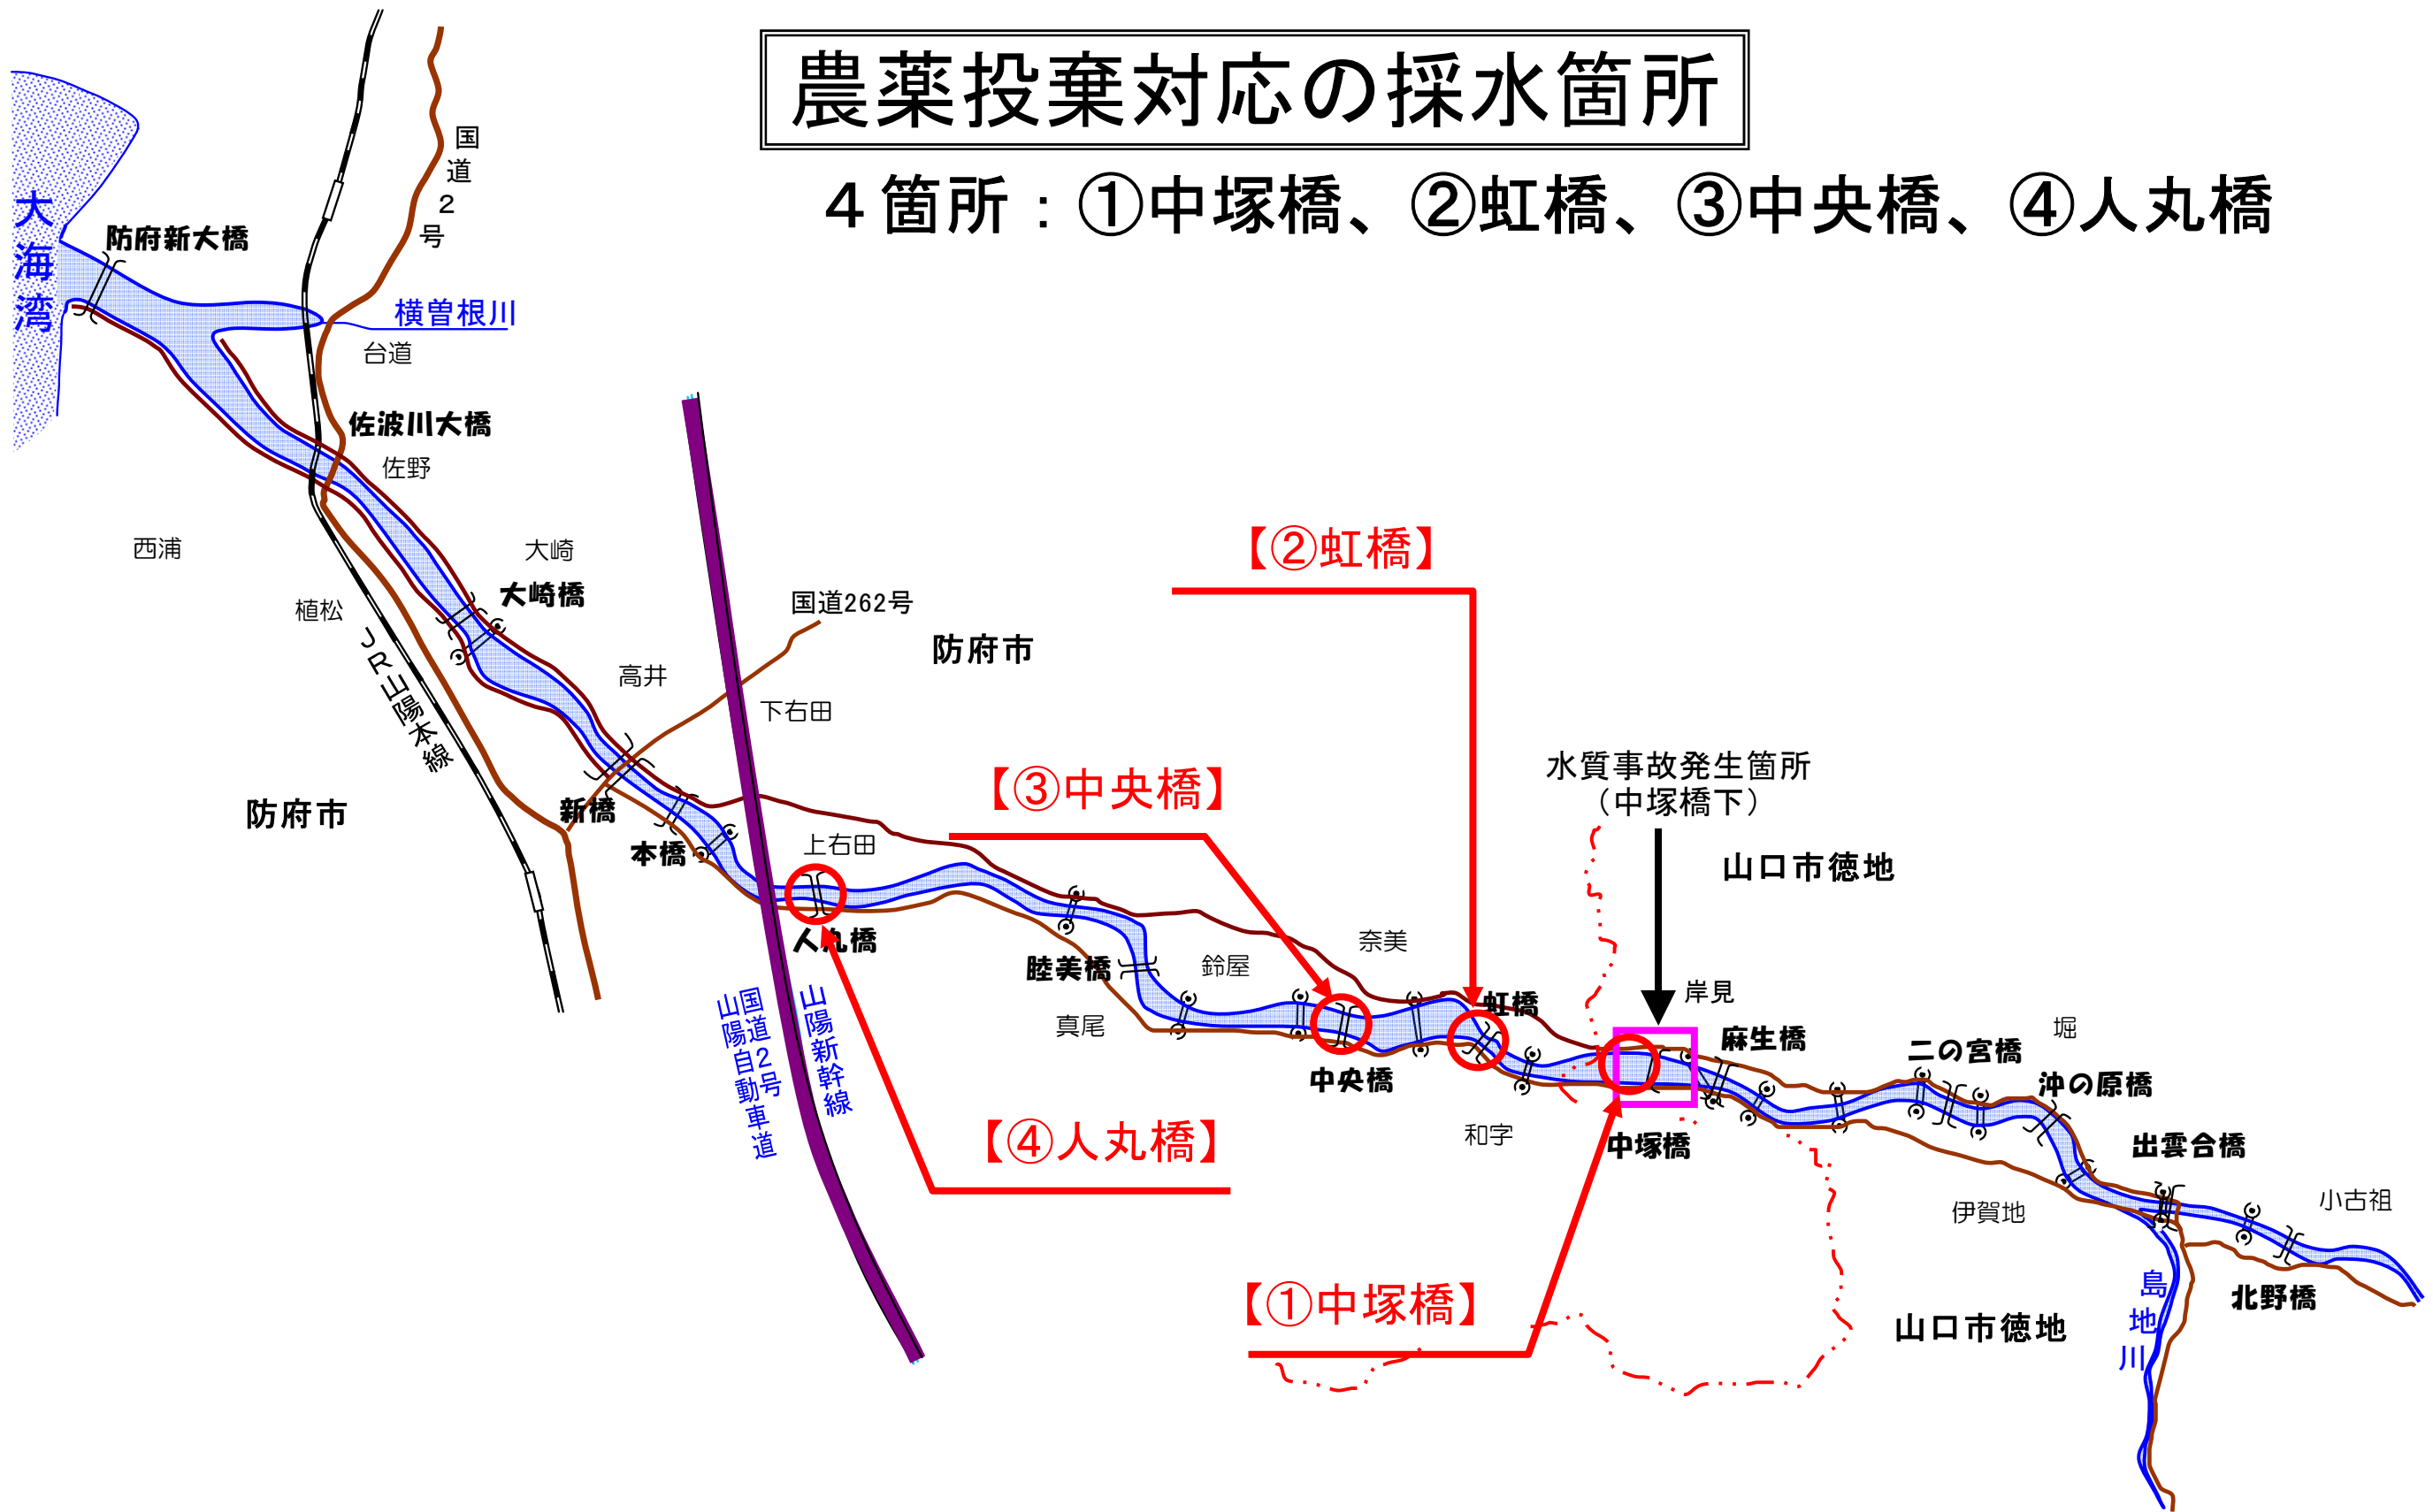 農薬投棄対応の採水箇所
４箇所：①中塚橋、②虹橋、③中央橋、④人丸橋
大海湾
防府新大橋
国道２号
横曽根川
台道
佐波川大橋
佐野
西浦
大崎
大崎橋
植松
ＪＲ山陽本線
国道262号
防府市
高井
下右田
防府市
新橋
本橋
上右田
人丸橋
【②虹橋】
【③中央橋】
水質事故発生箇所
（中塚橋下）
山口市徳地
奈美
鈴屋
睦美橋
真尾
虹橋
岸見
麻生橋
二の宮橋
堀
沖の原橋
中央橋
和字
中塚橋
出雲合橋
伊賀地
小古祖
国道２号
山陽自動車道
山陽新幹線
【④人丸橋】
【①中塚橋】
島地川
北野橋
山口市徳地